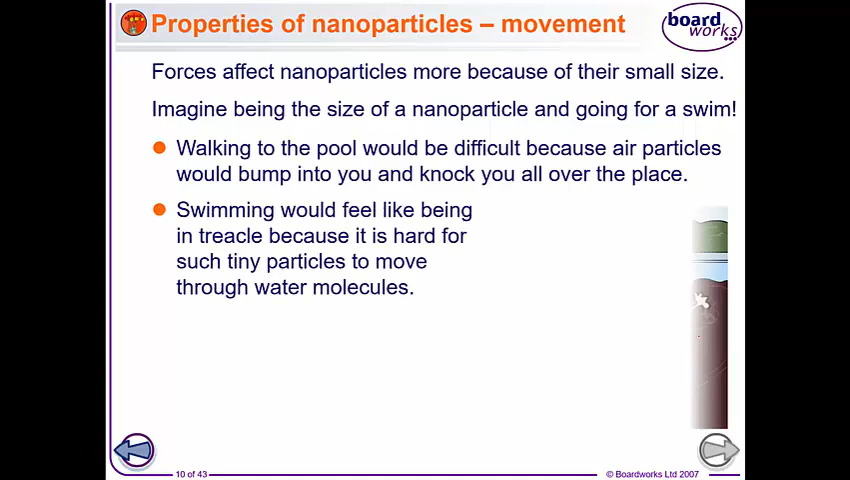 Properties of nanoparticles – movement
board
works
Forces affect nanoparticles more because of their small size.
Imagine being the size of a nanoparticle and going for a swim!
Walking to the pool would be difficult because air particles
would bump into you and knock you all over the place.
Swimming would feel like being
in treacle because it is hard for
such tiny particles to move
through water molecules.
10 of 43
© Boardworks Ltd 2007